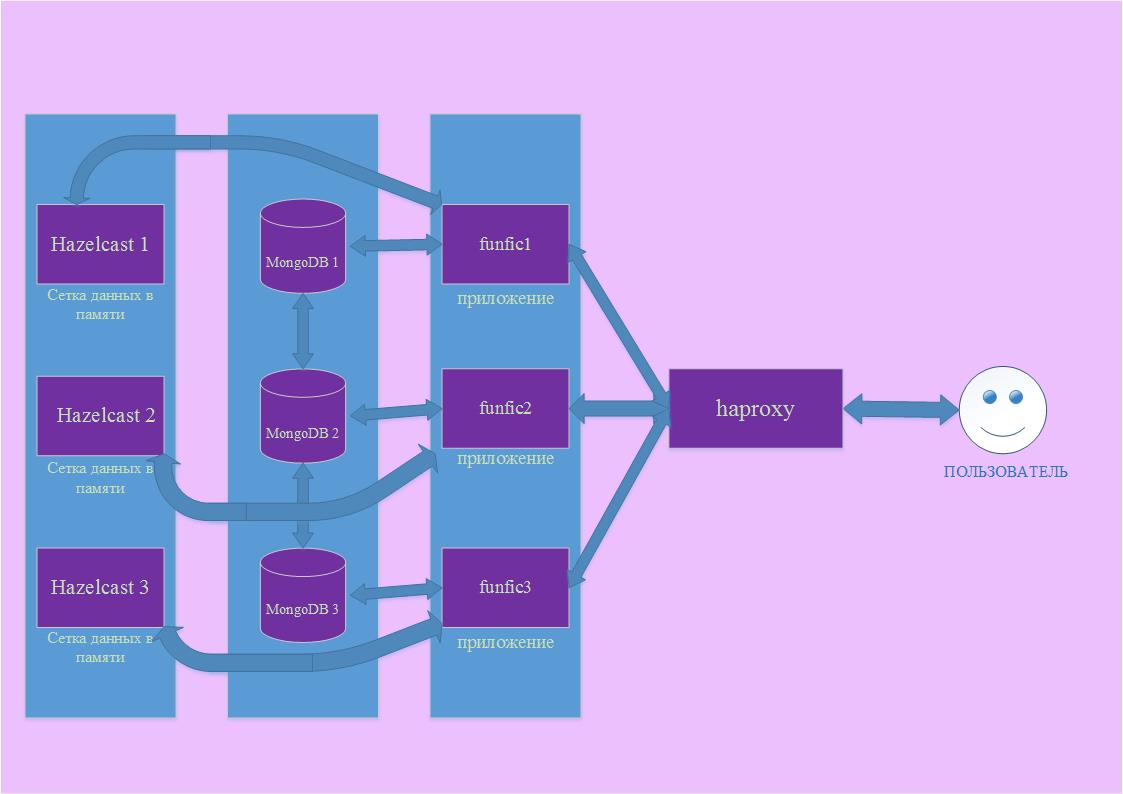 Hazelcast 1
Сетка данных в
памяти
MongoDB 1
funfic1
приложение
Hazelcast 2
Сетка данных в
памяти
MongoDB 2
funfic2
приложение
haproxy
ПОЛЬЗОВАТЕЛЬ
Hazelcast 3
Сетка данных в
памяти
MongoDB 3
funfic3
приложение